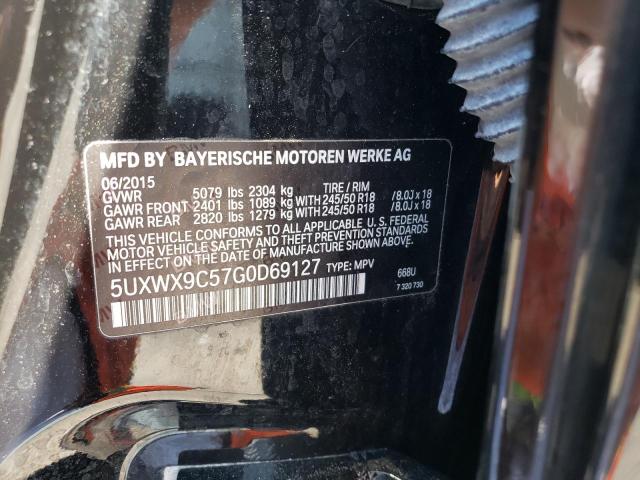 MFD BY BAYERISCHE MOTOREN WERKE AG
06/2015
GVWR 5079 lbs 2304 kg TIRE / RIM
GAWR FRONT 2401 lbs 1089 kg WITH 245/50 R18 /8.0J x 18
GAWR REAR 2820 lbs 1279 kg WITH 245/50 R18 /8.0J x 18
THIS VEHICLE CONFORMS TO ALL APPLICABLE U.S. FEDERAL
MOTOR VEHICLE SAFETY, BUMPER, AND THEFT PREVENTION
STANDARDS IN EFFECT ON THE DATE OF MANUFACTURE SHOWN ABOVE.
5UXWX9C57G0D69127 TYPE: MPV
668U
7 320 730